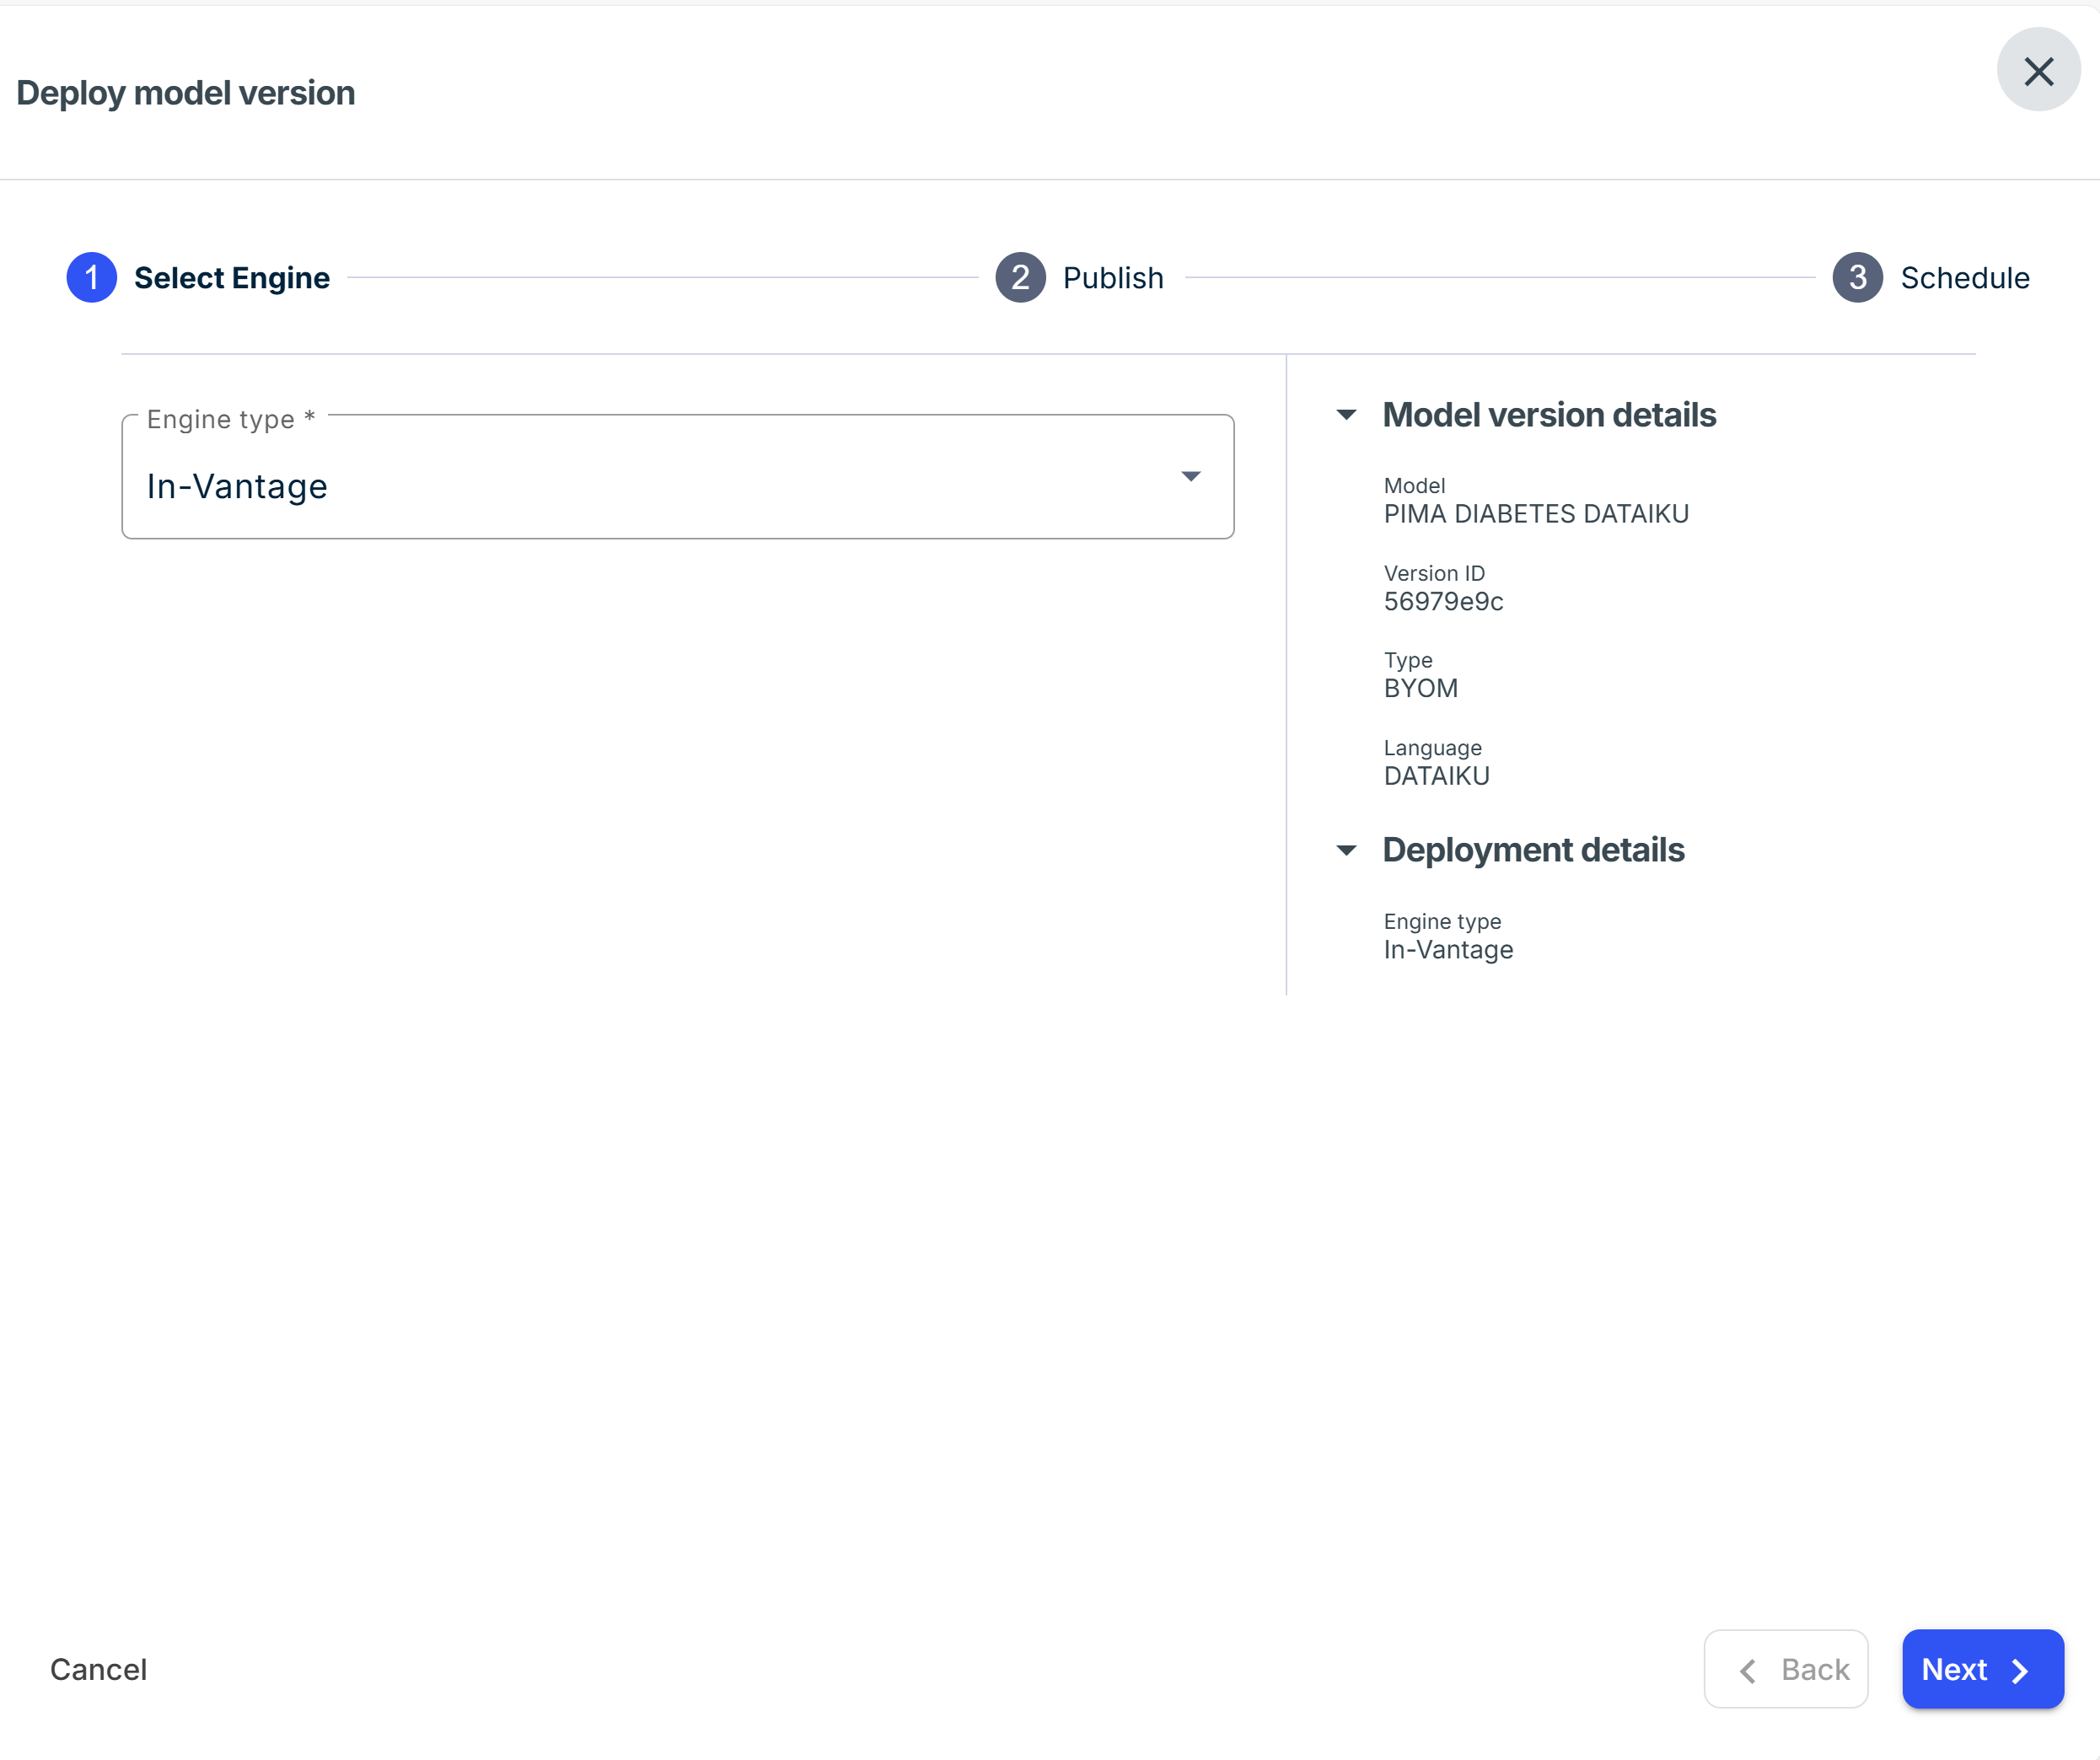 Deploy model version
1 Select Engine 2 Publish 3 Schedule
Engine type *
In-Vantage
Model version details
Model
PIMA DIABETES DATAIKU
Version ID
56979e9c
Type
BYOM
Language
DATAIKU
Deployment details
Engine type
In-Vantage
Cancel Back Next